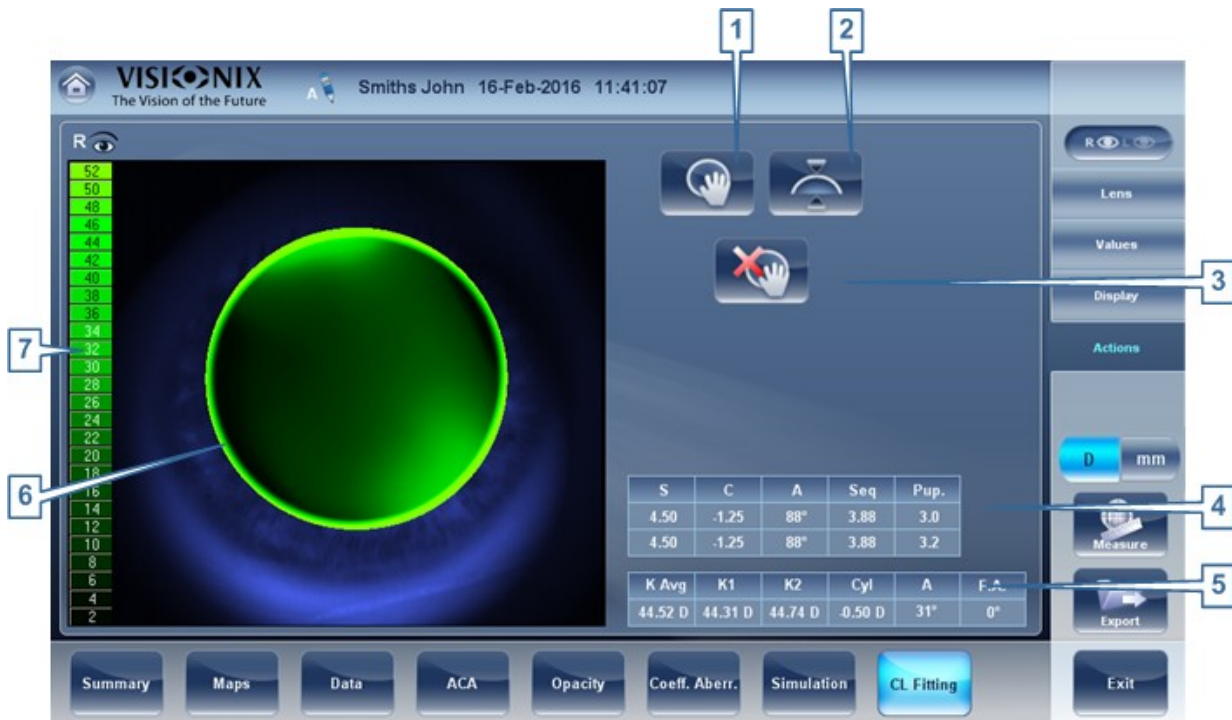 1
2
VISIONIX
The Vision of the Future
A
Smiths John 16-Feb-2016 11:41:07
R
R L
52
50
48
46
44
42
40
38
36
34
32
30
28
26
24
22
20
18
16
14
12
10
8
6
4
2
Lens
Values
Display
Actions
3
7
6
D mm
S C A Seq Pup.
4.50 -1.25 88° 3.88 3.0
4.50 -1.25 88° 3.88 3.2
4
Measure
K Avg K1 K2 Cyl A F.A.
44.52 D 44.31 D 44.74 D -0.50 D 31° 0°
5
Export
Summary Maps Data ACA Opacity Coeff. Aberr. Simulation CL Fitting Exit